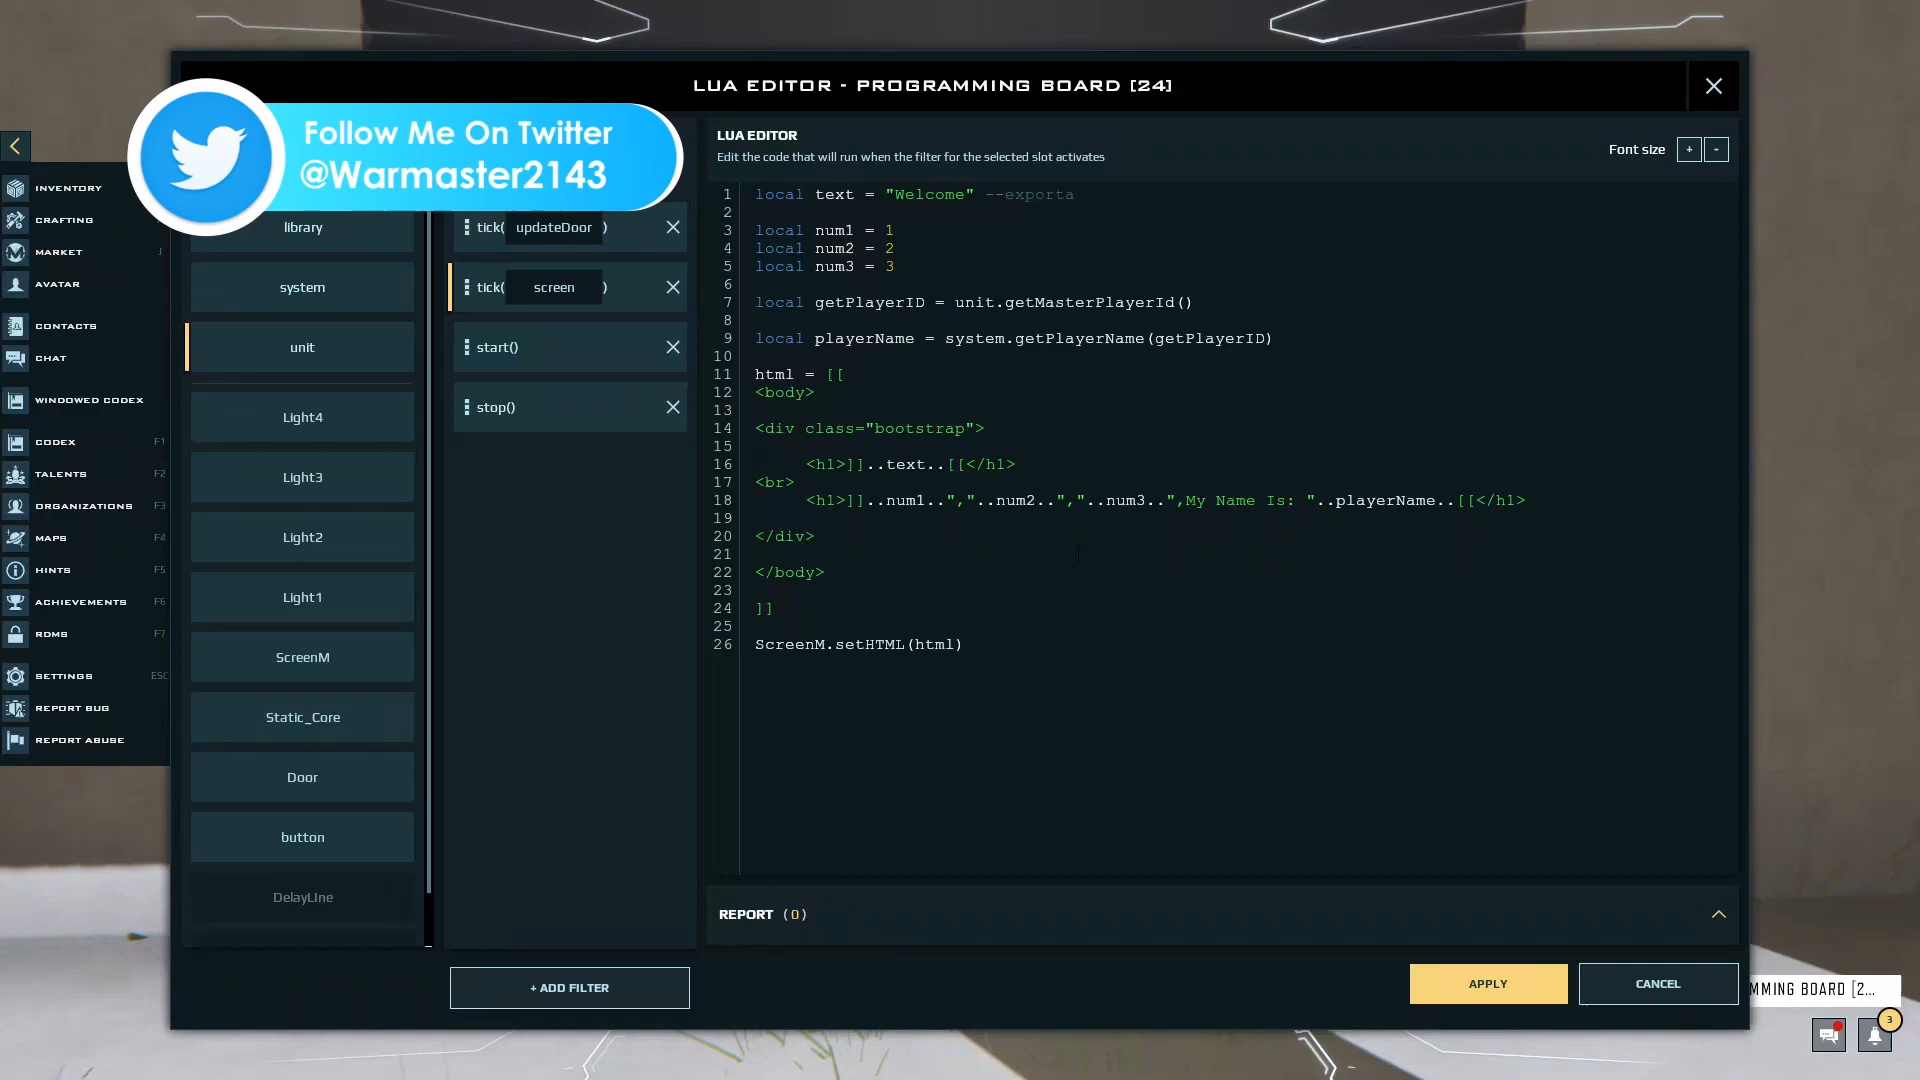 LUA EDITOR - PROGRAMMING BOARD [24]
Follow Me On Twitter
@Warmaster2143
INVENTORY
CRAFTING
MARKET J
AVATAR
CONTACTS
CHAT
WINDOWED CODEX
CODEX F1
TALENTS F2
ORGANIZATIONS F3
MAPS F4
HINTS F5
ACHIEVEMENTS F6
RDMS F7
SETTINGS ESC
REPORT BUG
REPORT ABUSE
library
system
unit
Light4
Light3
Light2
Light1
ScreenM
Static_Core
Door
button
DelayLine
tick( updateDoor )
tick( screen )
start()
stop()
+ ADD FILTER
LUA EDITOR
Edit the code that will run when the filter for the selected slot activates
Font size + -
1 local text = "Welcome" --exporta
2
3 local num1 = 1
4 local num2 = 2
5 local num3 = 3
6
7 local getPlayerID = unit.getMasterPlayerId()
8
9 local playerName = system.getPlayerName(getPlayerID)
10
11 html = [[
12 <body>
13
14 <div class="bootstrap">
15
16 <h1>]]..text..[[</h1>
17 <br>
18 <h1>]]..num1..","..num2..","..num3..",My Name Is: "..playerName..[[</h1>
19
20 </div>
21
22 </body>
23
24 ]]
25
26 ScreenM.setHTML(html)
REPORT (0)
APPLY
CANCEL
MMING BOARD [2...
3